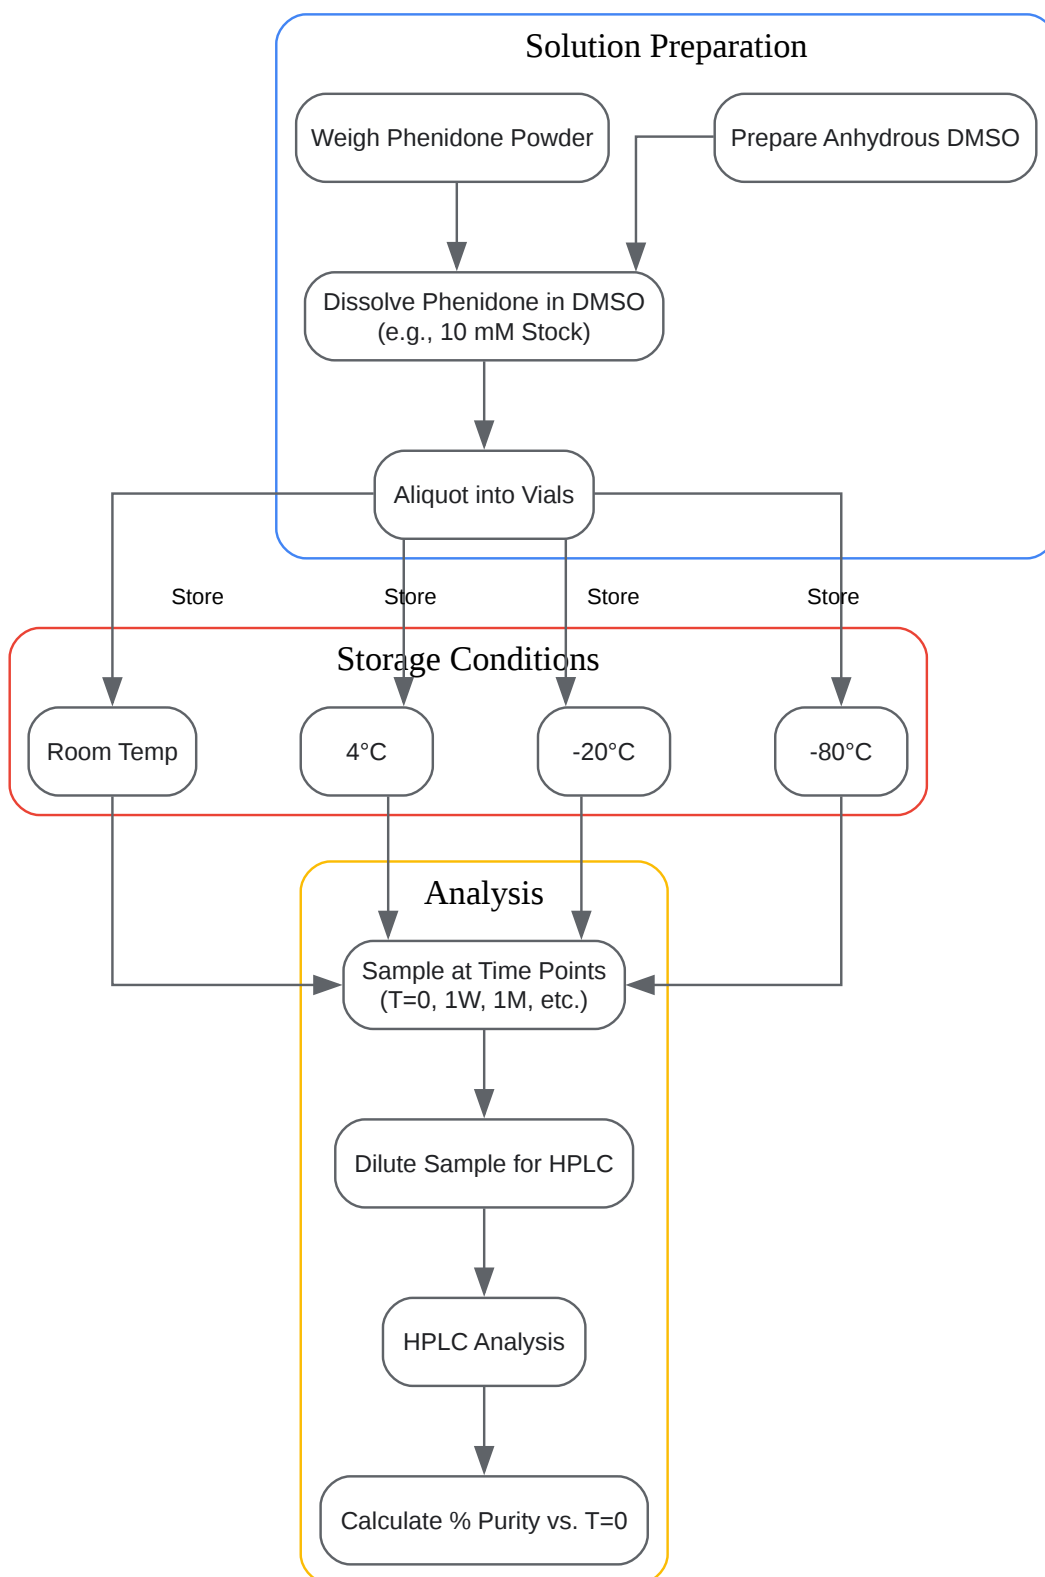 Solution Preparation
Weigh Phenidone Powder
Prepare Anhydrous DMSO
Dissolve Phenidone in DMSO
(e.g., 10 mM Stock)
Aliquot into Vials
Store
Store
Store
Store
Storage Conditions
Room Temp
4°C
-20°C
-80°C
Analysis
Sample at Time Points
(T=0, 1W, 1M, etc.)
Dilute Sample for HPLC
HPLC Analysis
Calculate % Purity vs. T=0